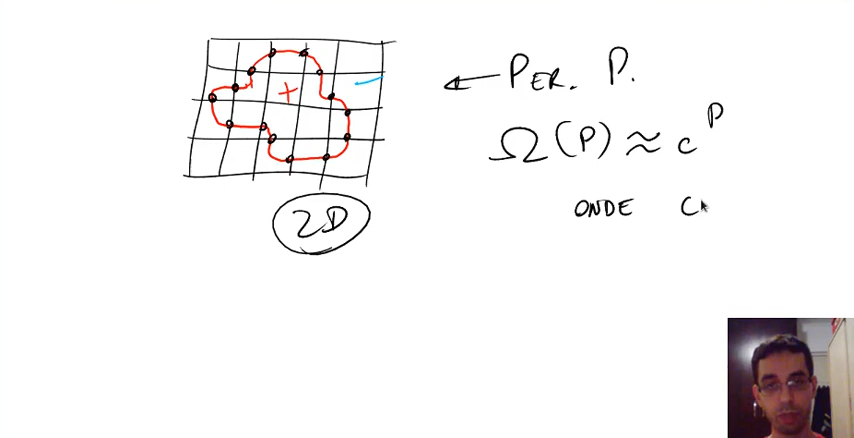 +
-
2D
← PER. P.
Ω(P) ≈ c^P
ONDE C